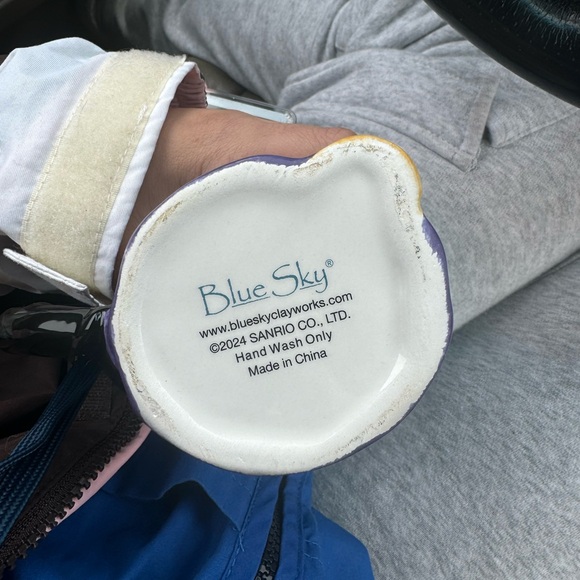 Blue Sky®
www.blueskyclayworks.com
©2024 SANRIO CO., LTD.
Hand Wash Only
Made in China